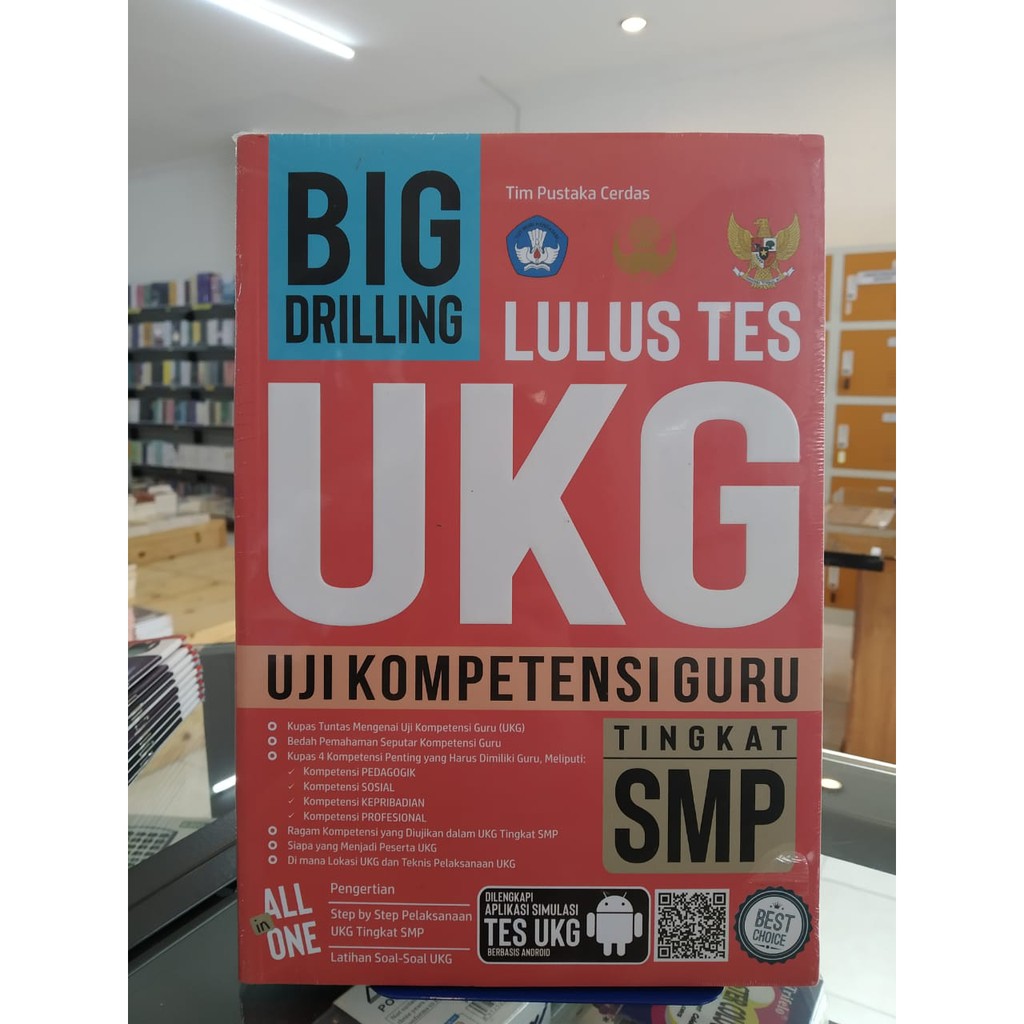 BIG
DRILLING
Tim Pustaka Cerdas
LULUS TES
UKG
UJI KOMPETENSI GURU
TINGKAT
SMP
Kupas Tuntas Mengenai Uji Kompetensi Guru (UKG)
Bedah Pemahaman Seputar Kompetensi Guru
Kupas 4 Kompetensi Penting yang Harus Dimiliki Guru, Meliputi:
Kompetensi PEDAGOGIK
Kompetensi SOSIAL
Kompetensi KEPRIBADIAN
Kompetensi PROFESIONAL
Ragam Kompetensi yang Diujikan dalam UKG Tingkat SMP
Siapa yang Menjadi Peserta UKG
Di mana Lokasi UKG dan Teknis Pelaksanaan UKG
ALL
in
ONE
Pengertian
Step by Step Pelaksanaan
UKG Tingkat SMP
Latihan Soal-Soal UKG
DILENGKAPI
APLIKASI SIMULASI
TES UKG
BERBASIS ANDROID
BEST
CHOICE
Trifelo